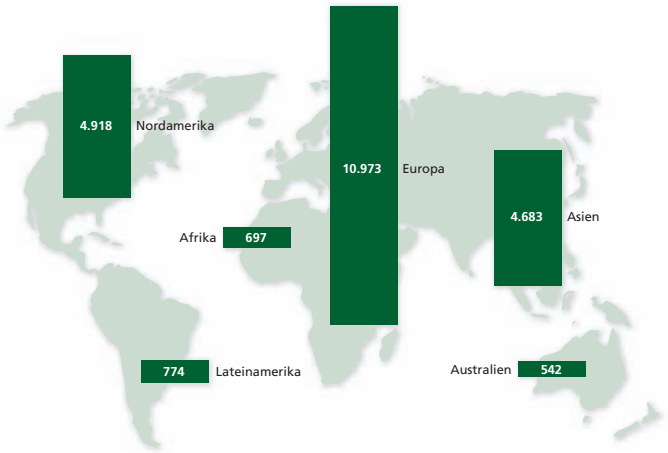 4.918 Nordamerika
10.973 Europa
4.683 Asien
Afrika 697
774 Lateinamerika
Australien 542